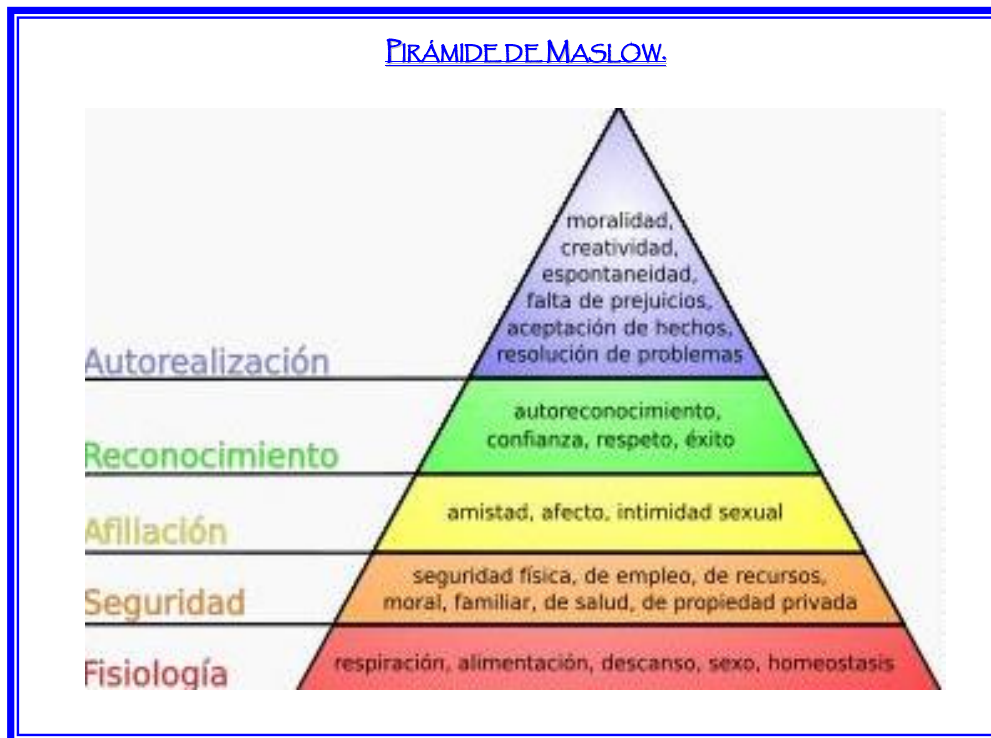 PIRÁMIDE DE MASLOW.
moralidad,
creatividad,
espontaneidad,
falta de prejuicios,
aceptación de hechos,
resolución de problemas
Autorealización
autoreconocimiento,
confianza, respeto, éxito
Reconocimiento
amistad, afecto, intimidad sexual
Afiliación
seguridad física, de empleo, de recursos,
moral, familiar, de salud, de propiedad privada
Seguridad
respiración, alimentación, descanso, sexo, homeostasis
Fisiología